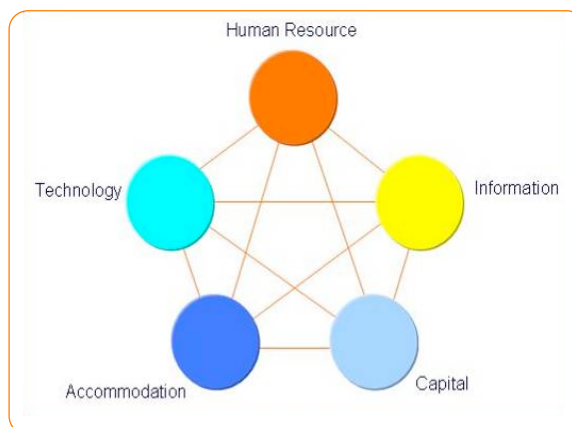 Human Resource
Technology
Information
Accommodation
Capital